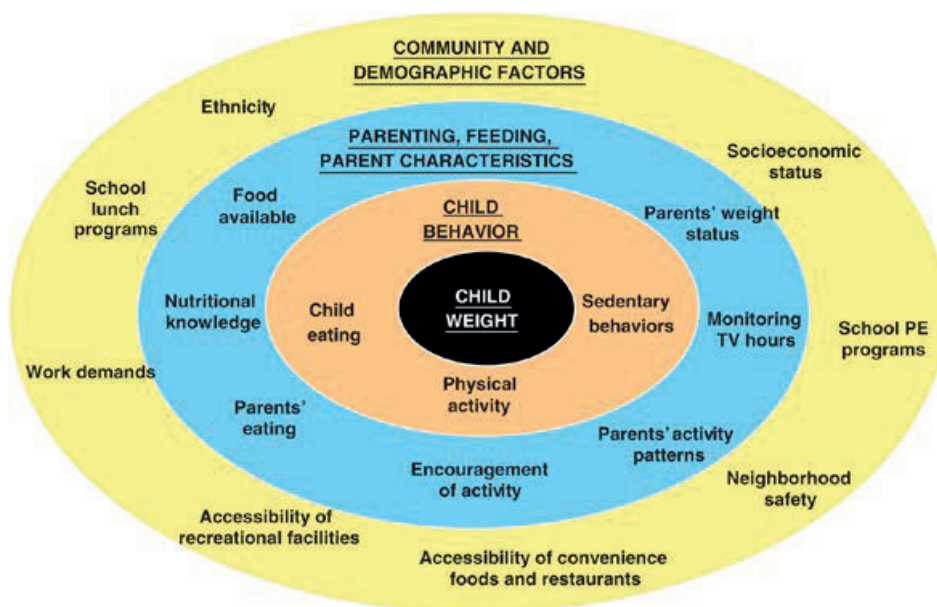 COMMUNITY AND
DEMOGRAPHIC FACTORS
Ethnicity
PARENTING, FEEDING,
PARENT CHARACTERISTICS
Socioeconomic
status
School
lunch
programs
Food
available
CHILD
BEHAVIOR
Parents' weight
status
Nutritional
knowledge
Child
eating
CHILD
WEIGHT
Sedentary
behaviors
Monitoring
TV hours
School PE
programs
Work demands
Physical
activity
Parents'
eating
Parents' activity
patterns
Encouragement
of activity
Neighborhood
safety
Accessibility of
recreational facilities
Accessibility of convenience
foods and restaurants